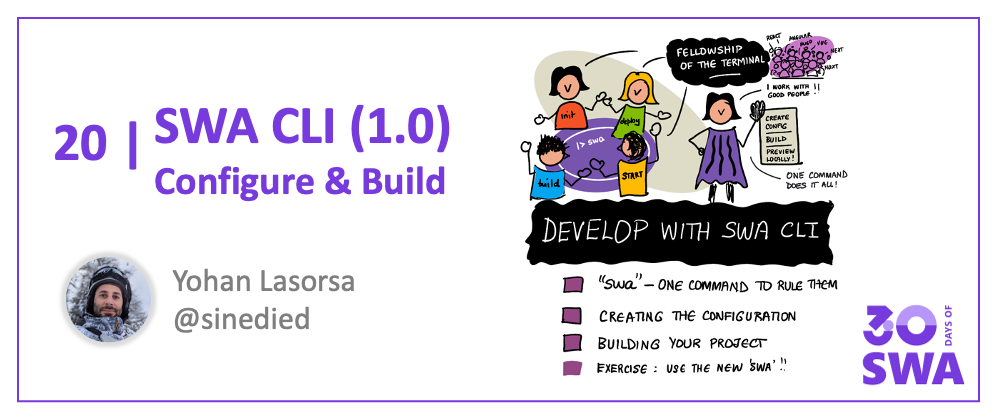 20 |
SWA CLI (1.0)
Configure & Build
Yohan Lasorsa
@sinedied
FELLOWSHIP
OF THE TERMINAL
REACT
ANGULAR
VUE
NEXT
NUXT
I WORK WITH
GOOD PEOPLE!!
init
deploy
1> swa
build
START
CREATE
CONFIG
BUILD
PREVIEW
LOCALLY!
ONE COMMAND
DOES IT ALL!
DEVELOP WITH SWA CLI
"swa" — ONE COMMAND TO RULE THEM
CREATING THE CONFIGURATION
BUILDING YOUR PROJECT
EXERCISE : USE THE NEW 'SWA' !!
30
DAYS OF
SWA